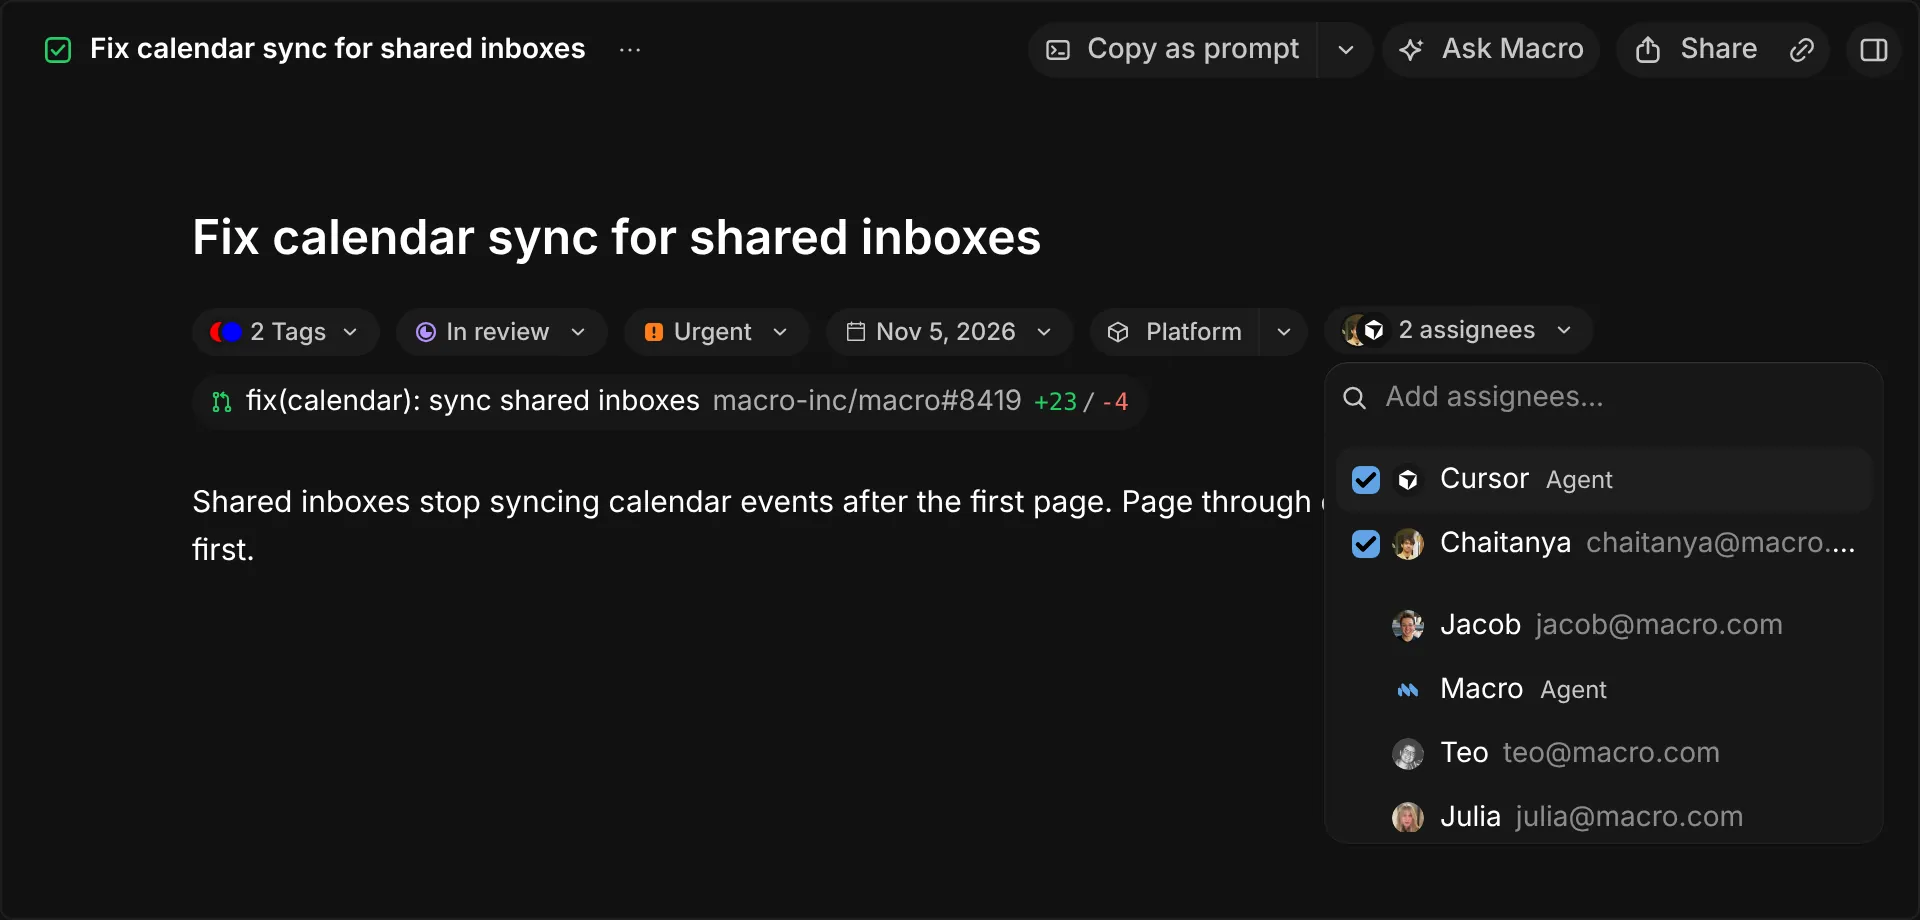 Fix calendar sync for shared inboxes ...
Copy as prompt
Ask Macro
Share
Fix calendar sync for shared inboxes
2 Tags
In review
Urgent
Nov 5, 2026
Platform
2 assignees
fix(calendar): sync shared inboxes macro-inc/macro#8419 +23 / -4
Shared inboxes stop syncing calendar events after the first page. Page through
first.
Add assignees...
Cursor Agent
Chaitanya chaitanya@macro....
Jacob jacob@macro.com
Macro Agent
Teo teo@macro.com
Julia julia@macro.com